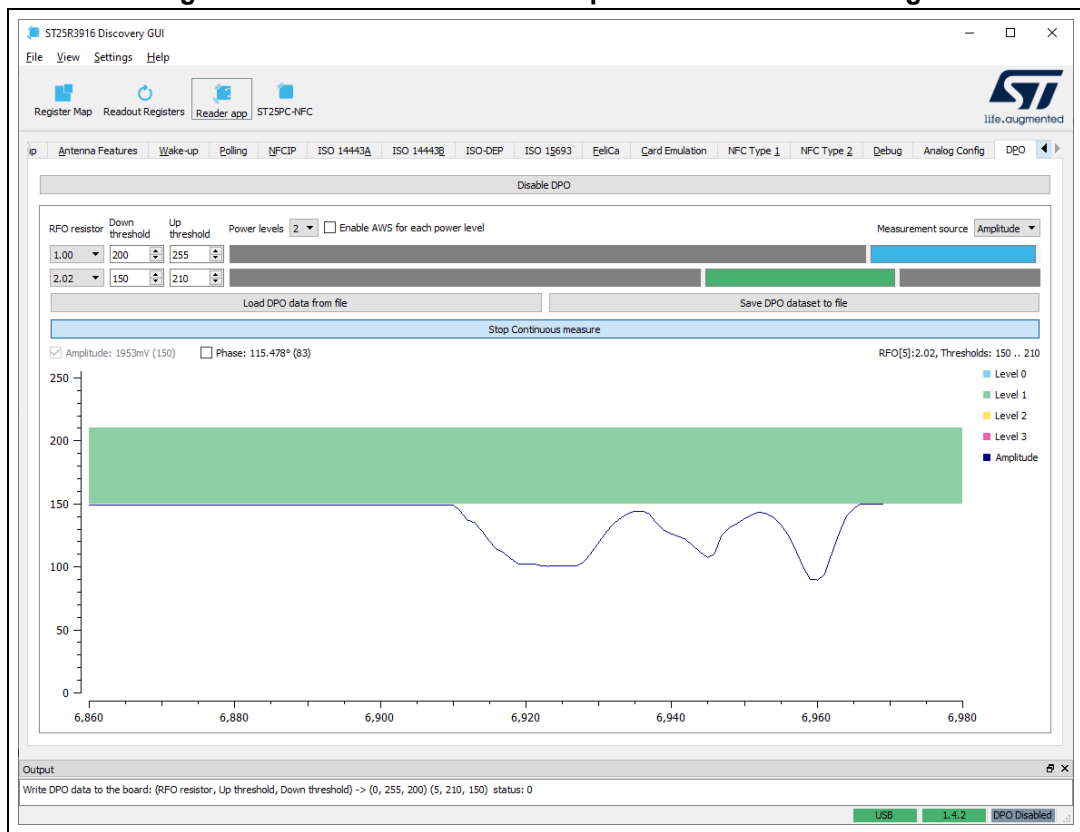 ST25R3916 Discovery GUI
File View Settings Help
Register Map Readout Registers Reader app ST25PC-NFC
life.augmented
Antenna Features Wake-up Polling NFCIP ISO 14443A ISO 14443B ISO-DEP ISO 15693 FeliCa Card Emulation NFC Type 1 NFC Type 2 Debug Analog Config DPO
Disable DPO
RFO resistor Down threshold Up threshold Power levels 2 Enable AWS for each power level Measurement source Amplitude
1.00 200 255
2.02 150 210
Load DPO data from file Save DPO dataset to file
Stop Continuous measure
Amplitude: 1953mV (150) Phase: 115.478° (83) RFO[5]:2.02, Thresholds: 150 .. 210
Level 0
Level 1
Level 2
Level 3
Amplitude
250
200
150
100
50
0
6,860 6,880 6,900 6,920 6,940 6,960 6,980
Output
Write DPO data to the board: (RFO resistor, Up threshold, Down threshold) -> (0, 255, 200) (5, 210, 150) status: 0
USB 1.4.2 DPO Disabled